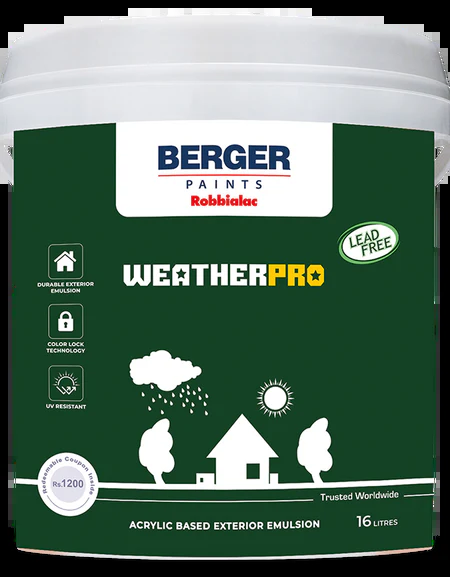 BERGER
PAINTS
Robbialac
LEAD
FREE
WEATHERPRO
DURABLE EXTERIOR
EMULSION
COLOR LOCK
TECHNOLOGY
UV RESISTANT
Redeemable Coupon Inside
Rs.1200
Trusted Worldwide
ACRYLIC BASED EXTERIOR EMULSION
16 LITRES